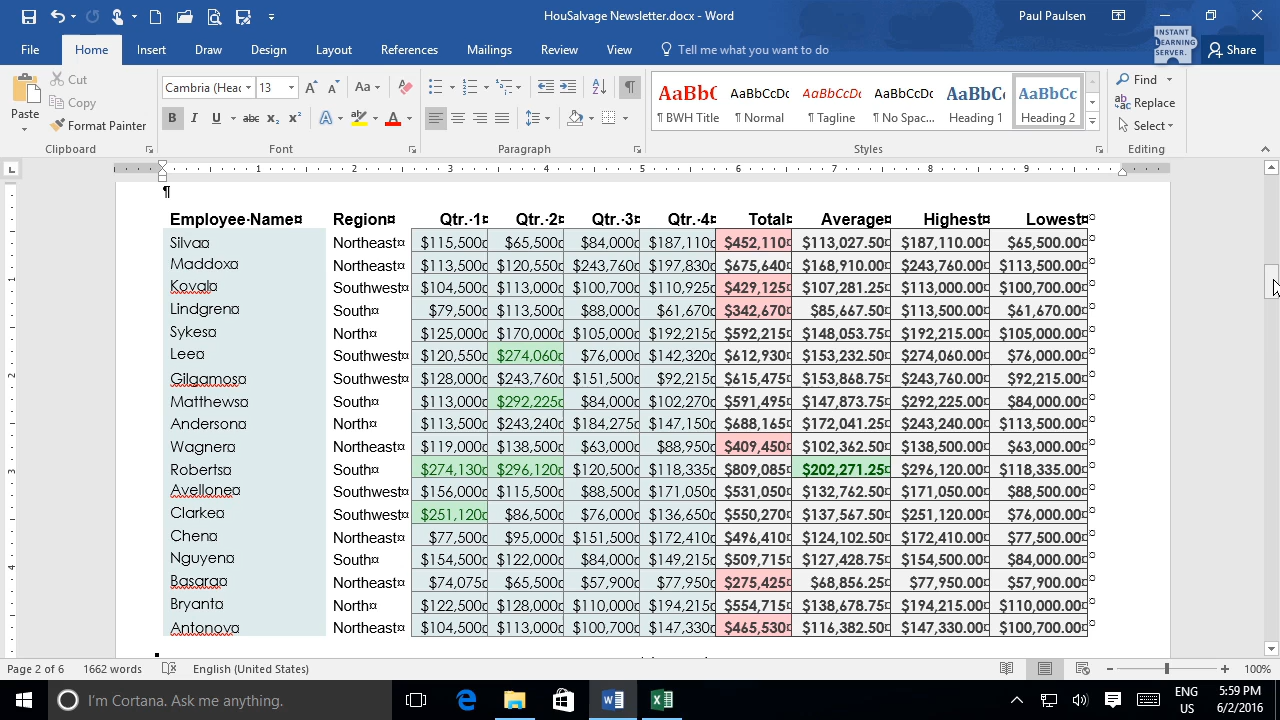 HouSalvage Newsletter.docx - Word
Paul Paulsen
INSTANT
LEARNING
SERVER.
File Home Insert Draw Design Layout References Mailings Review View Tell me what you want to do Share
Paste
Cut
Copy
Format Painter
Clipboard
Cambria (Heac 13
Aa
B I U abc x₂ x²
Font
Paragraph
AaBbC AaBbCcDc AaBbCcDc AaBbCcDc AaBbCc AaBbCc
¶ BWH Title ¶ Normal ¶ Tagline ¶ No Spac... Heading 1 Heading 2
Styles
Find
Replace
Select
Editing
1 2 3 4 5 6 7 8 9
¶
Employee·Name¤ Region¤ Qtr.·1¤ Qtr.·2¤ Qtr.·3¤ Qtr.·4¤ Total¤ Average¤ Highest¤ Lowest¤ ¤
Silva¤ Northeast¤ $115,500¤ $65,500¤ $84,000¤ $187,110¤ $452,110¤ $113,027.50¤ $187,110.00¤ $65,500.00¤ ¤
Maddox¤ Northeast¤ $113,500¤ $120,550¤ $243,760¤ $197,830¤ $675,640¤ $168,910.00¤ $243,760.00¤ $113,500.00¤ ¤
Koval¤ Southwest¤ $104,500¤ $113,000¤ $100,700¤ $110,925¤ $429,125¤ $107,281.25¤ $113,000.00¤ $100,700.00¤ ¤
Lindgren¤ South¤ $79,500¤ $113,500¤ $88,000¤ $61,670¤ $342,670¤ $85,667.50¤ $113,500.00¤ $61,670.00¤ ¤
Sykes¤ North¤ $125,000¤ $170,000¤ $105,000¤ $192,215¤ $592,215¤ $148,053.75¤ $192,215.00¤ $105,000.00¤ ¤
Lee¤ Southwest¤ $120,550¤ $274,060¤ $76,000¤ $142,320¤ $612,930¤ $153,232.50¤ $274,060.00¤ $76,000.00¤ ¤
Gilgamos¤ Southwest¤ $128,000¤ $243,760¤ $151,500¤ $92,215¤ $615,475¤ $153,868.75¤ $243,760.00¤ $92,215.00¤ ¤
Matthews¤ South¤ $113,000¤ $292,225¤ $84,000¤ $102,270¤ $591,495¤ $147,873.75¤ $292,225.00¤ $84,000.00¤ ¤
Anderson¤ North¤ $113,500¤ $243,240¤ $184,275¤ $147,150¤ $688,165¤ $172,041.25¤ $243,240.00¤ $113,500.00¤ ¤
Wagner¤ Northeast¤ $119,000¤ $138,500¤ $63,000¤ $88,950¤ $409,450¤ $102,362.50¤ $138,500.00¤ $63,000.00¤ ¤
Roberts¤ South¤ $274,130¤ $296,120¤ $120,500¤ $118,335¤ $809,085¤ $202,271.25¤ $296,120.00¤ $118,335.00¤ ¤
Avellone¤ Southwest¤ $156,000¤ $115,500¤ $88,500¤ $171,050¤ $531,050¤ $132,762.50¤ $171,050.00¤ $88,500.00¤ ¤
Clarke¤ Southwest¤ $251,120¤ $86,500¤ $76,000¤ $136,650¤ $550,270¤ $137,567.50¤ $251,120.00¤ $76,000.00¤ ¤
Chen¤ Northeast¤ $77,500¤ $95,000¤ $151,500¤ $172,410¤ $496,410¤ $124,102.50¤ $172,410.00¤ $77,500.00¤ ¤
Nguyen¤ South¤ $154,500¤ $122,000¤ $84,000¤ $149,215¤ $509,715¤ $127,428.75¤ $154,500.00¤ $84,000.00¤ ¤
Basara¤ Northeast¤ $74,075¤ $65,500¤ $57,900¤ $77,950¤ $275,425¤ $68,856.25¤ $77,950.00¤ $57,900.00¤ ¤
Bryant¤ North¤ $122,500¤ $128,000¤ $110,000¤ $194,215¤ $554,715¤ $138,678.75¤ $194,215.00¤ $110,000.00¤ ¤
Antonov¤ Northeast¤ $104,500¤ $113,000¤ $100,700¤ $147,330¤ $465,530¤ $116,382.50¤ $147,330.00¤ $100,700.00¤ ¤
1
2
3
4
Page 2 of 6 1662 words English (United States) 100%
I'm Cortana. Ask me anything.
ENG
US
5:59 PM
6/2/2016